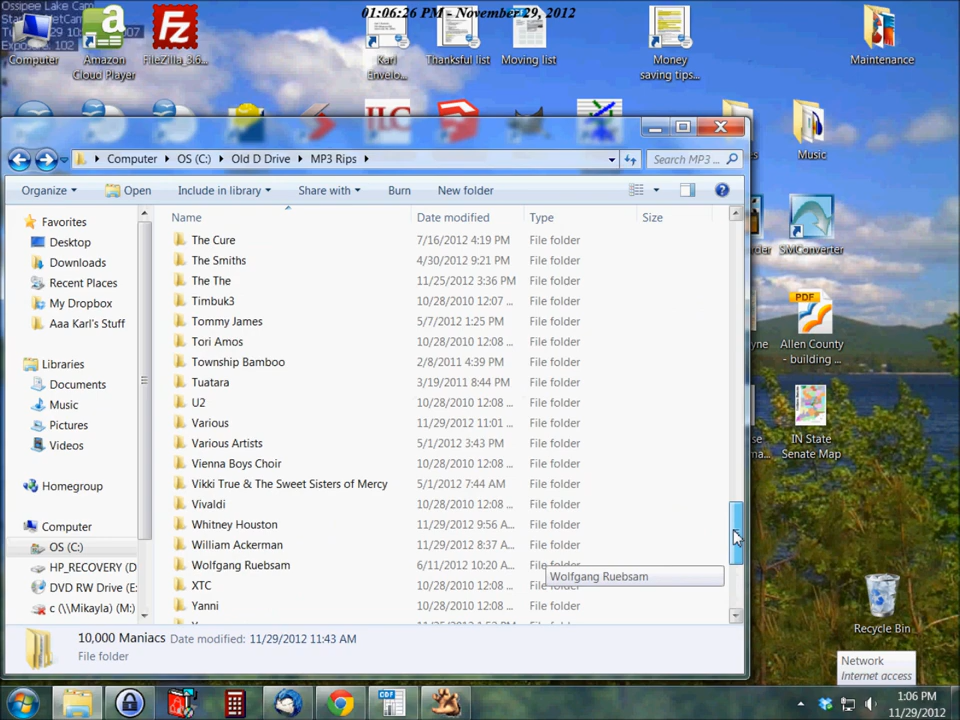 Ossipee Lake Cam
01:06:26 PM - November 29, 2012
Computer
Amazon
Cloud Player
FileZilla_3.6...
Karl
Envelo...
Thanksful list
Moving list
Money
saving tips...
Maintenance
JLC
Music
SMConverter
PDF
Allen County
- building ...
IN State
Senate Map
Recycle Bin
Computer
OS (C:)
Old D Drive
MP3 Rips
Search MP3 ...
Organize
Open
Include in library
Share with
Burn
New folder
Name Date modified Type Size
Favorites
Desktop
Downloads
Recent Places
My Dropbox
Aaa Karl's Stuff
Libraries
Documents
Music
Pictures
Videos
Homegroup
Computer
OS (C:)
HP_RECOVERY (D
DVD RW Drive (E:
c (\\Mikayla) (M:)
The Cure 7/16/2012 4:19 PM File folder
The Smiths 4/30/2012 9:21 PM File folder
The The 11/25/2012 3:36 PM File folder
Timbuk3 10/28/2010 12:07 ... File folder
Tommy James 5/7/2012 1:25 PM File folder
Tori Amos 10/28/2010 12:08 ... File folder
Township Bamboo 2/8/2011 4:39 PM File folder
Tuatara 3/19/2011 8:44 PM File folder
U2 10/28/2010 12:08 ... File folder
Various 11/29/2012 11:01 ... File folder
Various Artists 5/1/2012 3:43 PM File folder
Vienna Boys Choir 10/28/2010 12:08 ... File folder
Vikki True & The Sweet Sisters of Mercy 5/1/2012 7:44 AM File folder
Vivaldi 10/28/2010 12:08 ... File folder
Whitney Houston 11/29/2012 9:56 A... File folder
William Ackerman 11/29/2012 8:37 A... File folder
Wolfgang Ruebsam 6/11/2012 10:20 A... File folder
Wolfgang Ruebsam
XTC 10/28/2010 12:08 ... File folder
Yanni 10/28/2010 12:08 ... File folder
10,000 Maniacs Date modified: 11/29/2012 11:43 AM
File folder
Network
Internet access
CDF
1:06 PM
11/29/2012